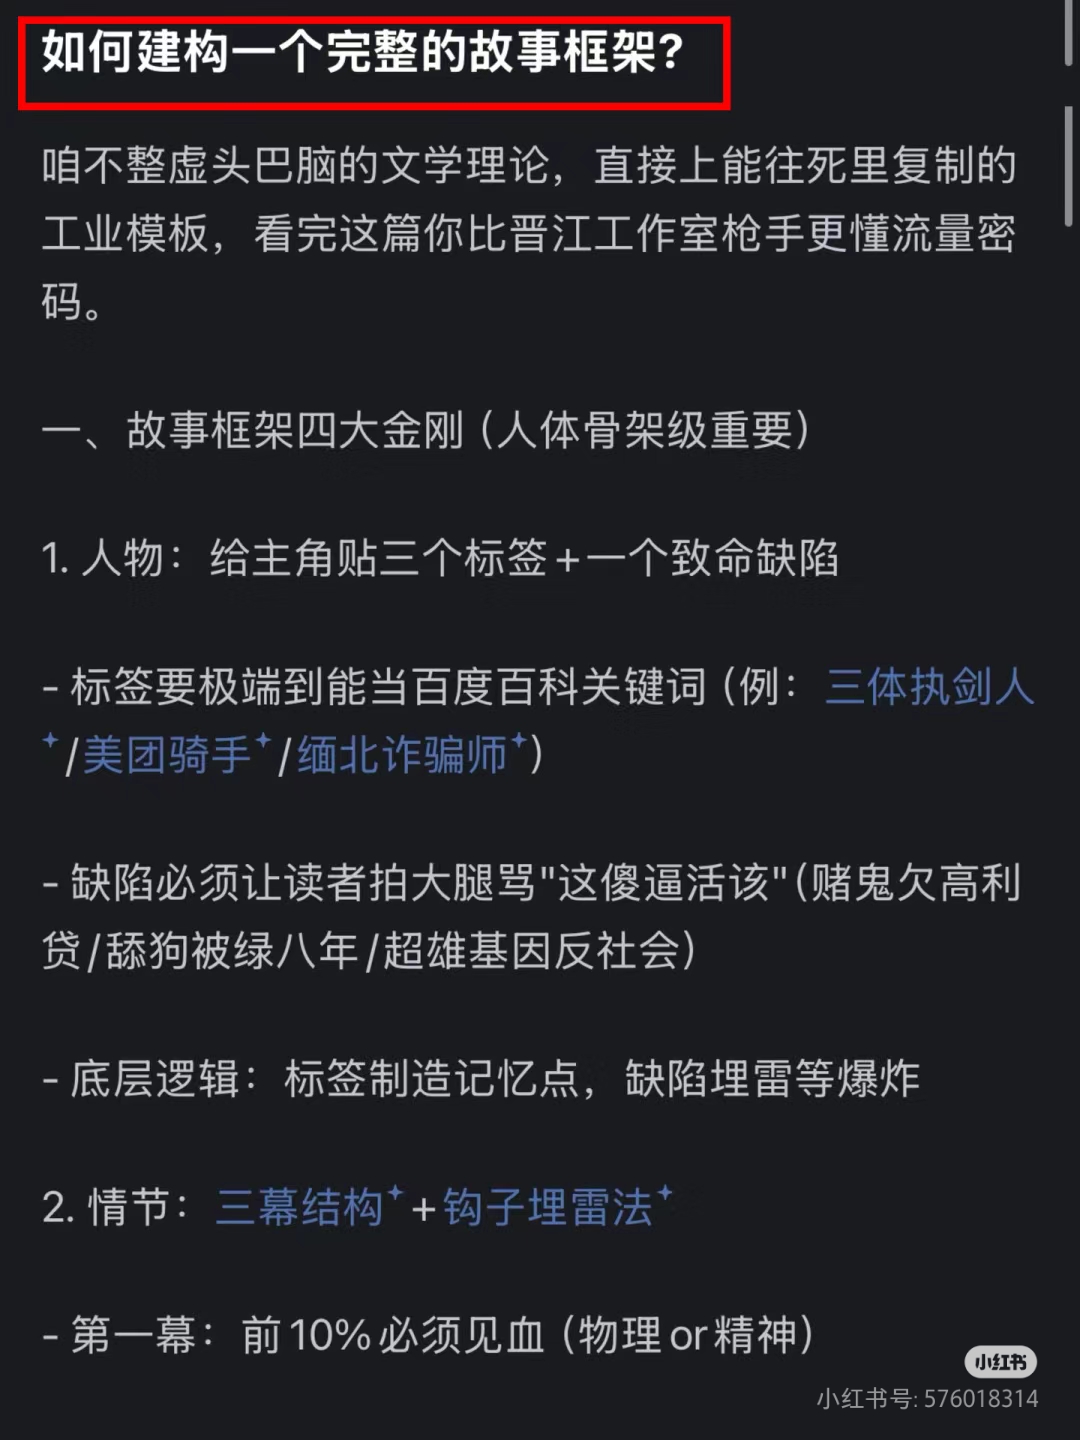 如何建构一个完整的故事框架?
咱不整虚头巴脑的文学理论，直接上能往死里复制的
工业模板，看完这篇你比晋江工作室枪手更懂流量密
码。
一、故事框架四大金刚（人体骨架级重要）
1. 人物：给主角贴三个标签+一个致命缺陷
- 标签要极端到能当百度百科关键词（例：三体执剑人
/美团骑手/缅北诈骗师）
- 缺陷必须让读者拍大腿骂"这傻逼活该"（赌鬼欠高利
贷/舔狗被绿八年/超雄基因反社会）
- 底层逻辑：标签制造记忆点，缺陷埋雷等爆炸
2. 情节：三幕结构+钩子埋雷法
- 第一幕：前10%必须见血（物理or精神）
小红书
小红书号: 576018314